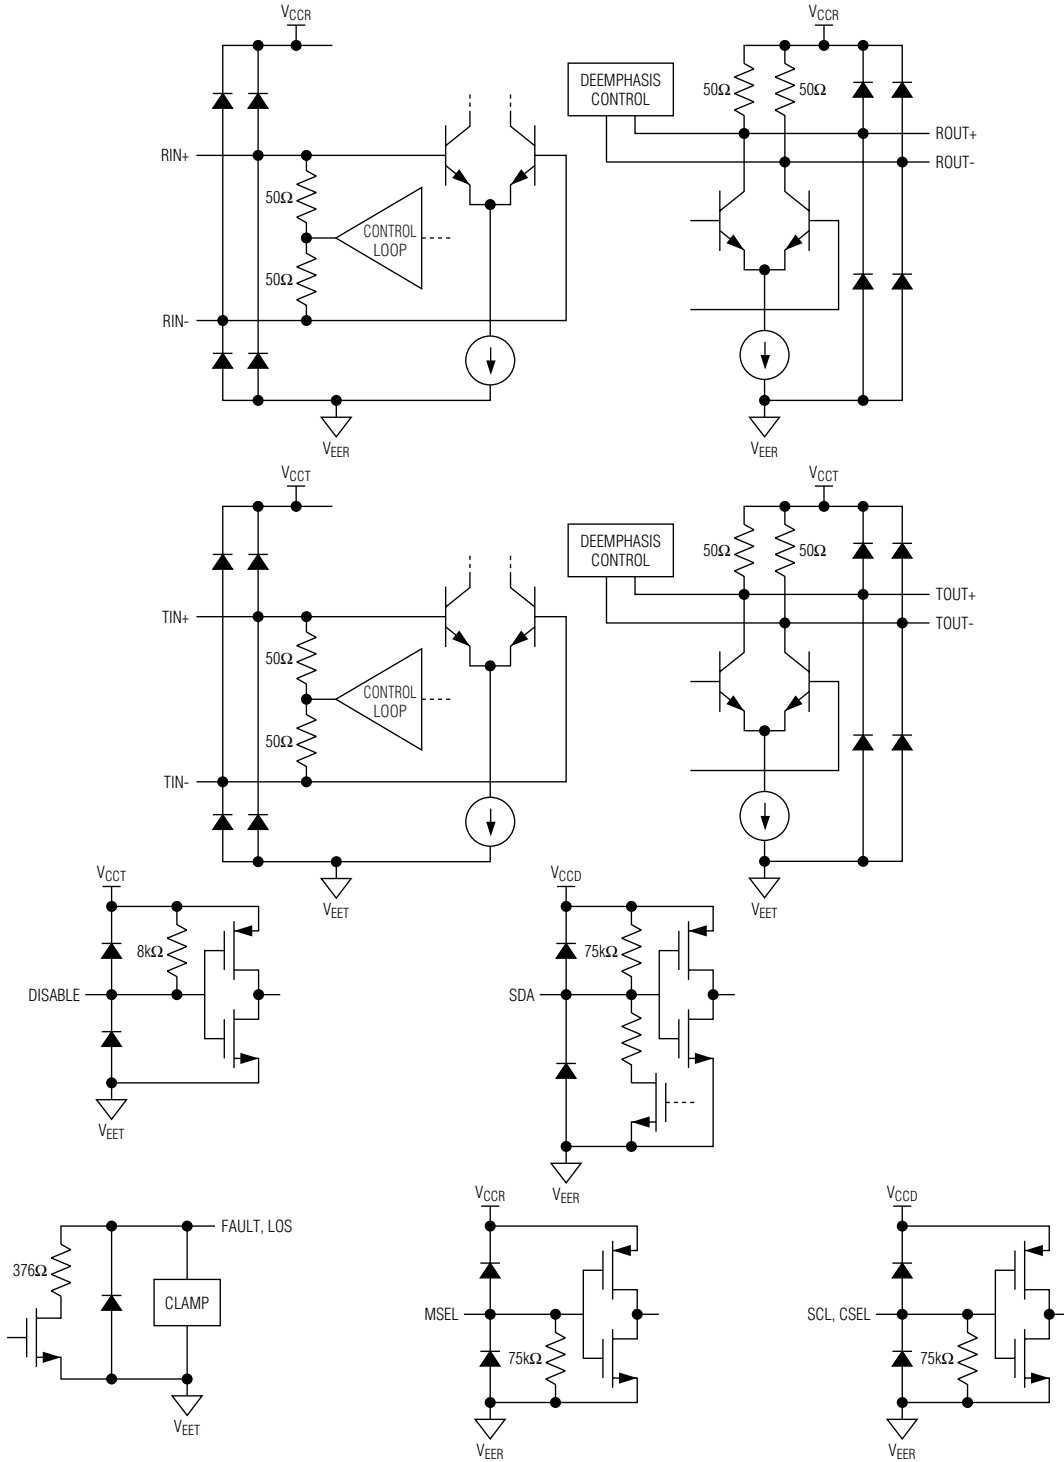 VCCR
VCCR
DEEMPHASIS
CONTROL
50Ω
50Ω
ROUT+
RIN+
ROUT-
50Ω
CONTROL
LOOP
50Ω
RIN-
VEER
VEER
VCCT
VCCT
DEEMPHASIS
CONTROL
50Ω
50Ω
TOUT+
TIN+
TOUT-
50Ω
CONTROL
LOOP
50Ω
TIN-
VEET
VEET
VCCT
VCCD
8kΩ
75kΩ
DISABLE
SDA
VEET
VEER
VCCR
VCCD
FAULT, LOS
376Ω
CLAMP
MSEL
SCL, CSEL
75kΩ
75kΩ
VEET
VEER
VEER